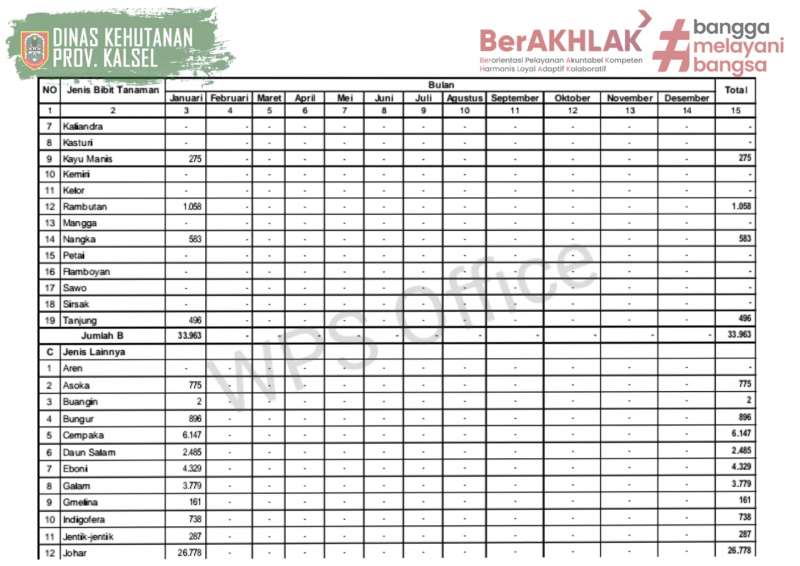 DINAS KEHUTANAN
PROV. KALSEL
BerAKHLAK
Berorientasi Pelayanan Akuntabel Kompeten
Harmonis Loyal Adaptif Kolaboratif
#bangga
melayani
bangsa
NO Jenis Bibit Tanaman Bulan Total
Januari Februari Maret April Mei Juni Juli Agustus September Oktober November Desember
1 2 3 4 5 6 7 8 9 10 11 12 13 14 15
7 Kaliandra - - - - - - - - - - - - -
8 Kasturi - - - - - - - - - - - - -
9 Kayu Manis 275 - - - - - - - - - - - 275
10 Kemiri - - - - - - - - - - - - -
11 Kelor - - - - - - - - - - - - -
12 Rambutan 1.058 - - - - - - - - - - - 1.058
13 Mangga - - - - - - - - - - - - -
14 Nangka 583 - - - - - - - - - - - 583
15 Petai - - - - - - - - - - - - -
16 Flamboyan - - - - - - - - - - - - -
17 Sawo - - - - - - - - - - - - -
18 Sirsak - - - - - - - - - - - - -
19 Tanjung 496 - - - - - - - - - - - 496
Jumlah B 33.963 - - - - - - - - - - - 33.963
C Jenis Lainnya
1 Aren - - - - - - - - - - - - -
2 Asoka 775 - - - - - - - - - - - 775
3 Buangin 2 - - - - - - - - - - - 2
4 Bungur 896 - - - - - - - - - - - 896
5 Cempaka 6.147 - - - - - - - - - - - 6.147
6 Daun Salam 2.485 - - - - - - - - - - - 2.485
7 Eboni 4.329 - - - - - - - - - - - 4.329
8 Galam 3.779 - - - - - - - - - - - 3.779
9 Gmelina 161 - - - - - - - - - - - 161
10 Indigofera 738 - - - - - - - - - - - 738
11 Jentik-jentik 287 - - - - - - - - - - - 287
12 Johar 26.778 - - - - - - - - - - - 26.778
WPS Office